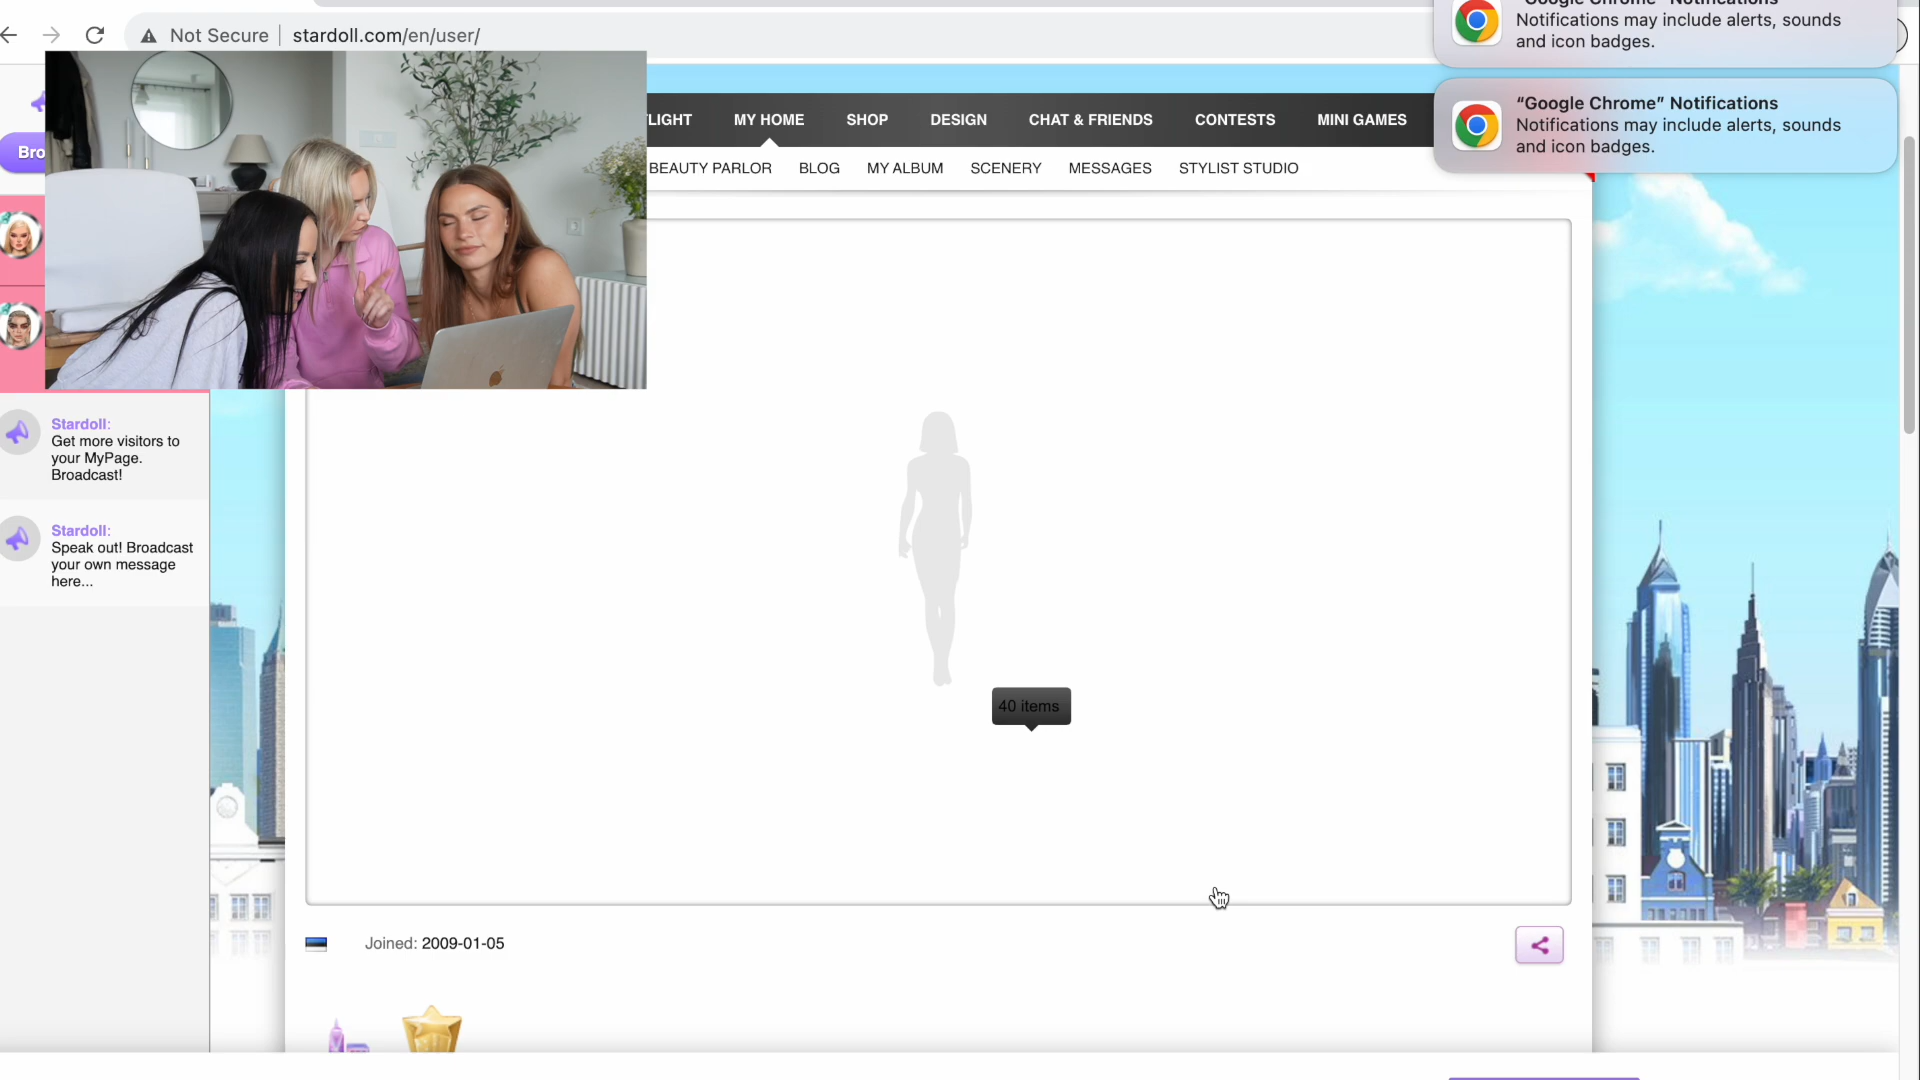 "Google Chrome" Notifications
Notifications may include alerts, sounds
and icon badges.
Not Secure
stardoll.com/en/user/
"Google Chrome" Notifications
Notifications may include alerts, sounds
and icon badges.
LIGHT MY HOME SHOP DESIGN CHAT & FRIENDS CONTESTS MINI GAMES
Bro
BEAUTY PARLOR BLOG MY ALBUM SCENERY MESSAGES STYLIST STUDIO
Stardoll:
Get more visitors to
your MyPage.
Broadcast!
Stardoll:
Speak out! Broadcast
your own message
here...
40 items
Joined: 2009-01-05